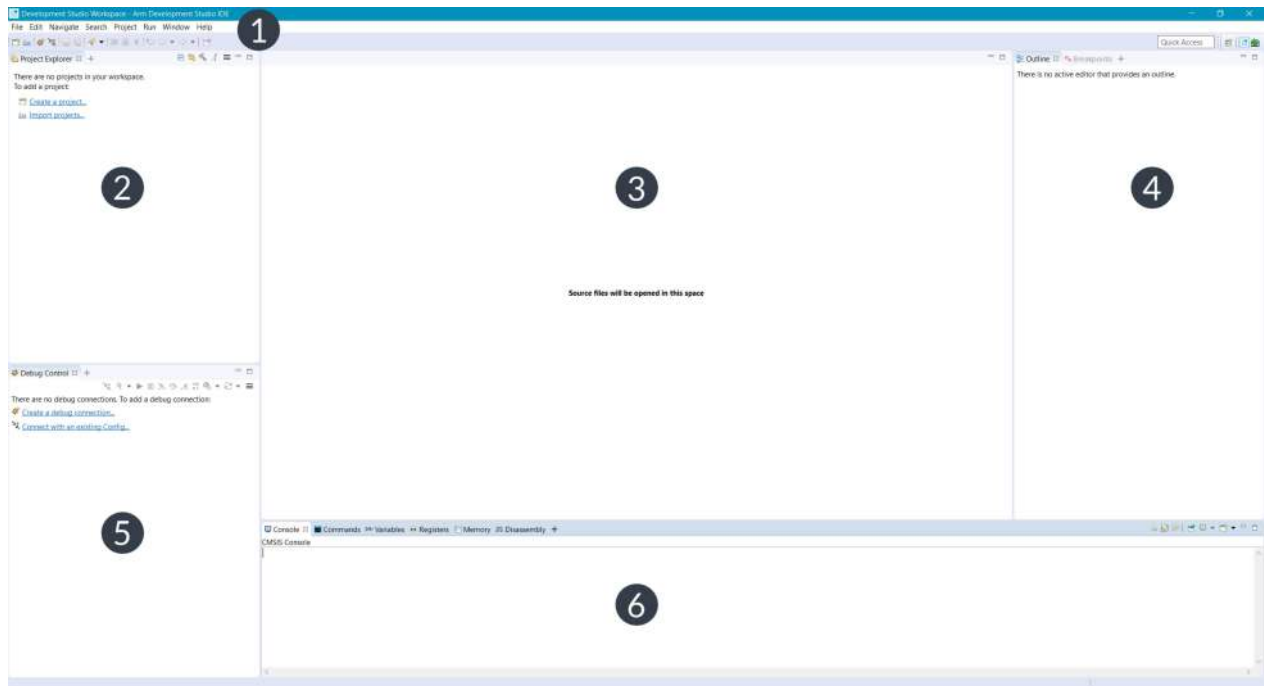 Development Studio Workspace - Arm Development Studio IDE
File Edit Navigate Search Project Run Window Help
1
Quick Access
Project Explorer
There are no projects in your workspace.
To add a project:
Create a project...
Import projects...
2
3
Source files will be opened in this space
Outline Breakpoints
There is no active editor that provides an outline.
4
Debug Control
There are no debug connections. To add a debug connection:
Create a debug connection...
Connect with an existing Config...
5
Console Commands Variables Registers Memory Disassembly
CMSIS Console
6